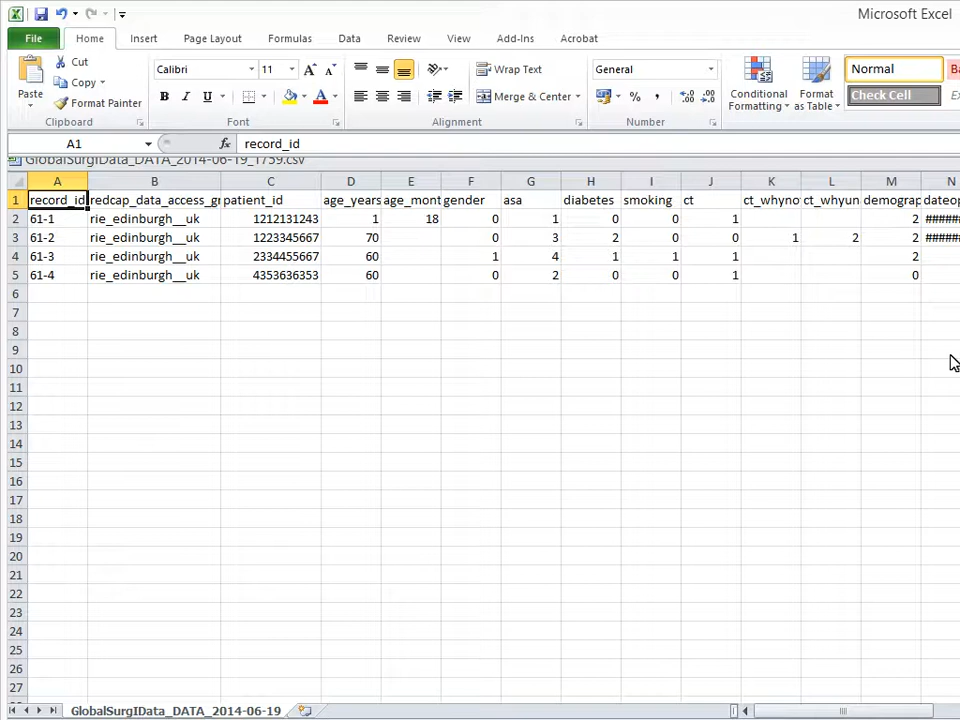 Microsoft Excel
File Home Insert Page Layout Formulas Data Review View Add-Ins Acrobat
Paste Cut Copy Format Painter Clipboard
Calibri 11 B I U A Font
Wrap Text Merge & Center Alignment
General % , Number
Conditional Formatting Format as Table Normal Check Cell
A1 fx record_id
GlobalSurgIData_DATA_2014-06-19_1759.csv
A B C D E F G H I J K L M N
1 record_id redcap_data_access_gr patient_id age_years age_mont gender asa diabetes smoking ct ct_whyno ct_whyun demograp dateop
2 61-1 rie_edinburgh__uk 1212131243 1 18 0 1 0 0 1 2 ######
3 61-2 rie_edinburgh__uk 1223345667 70 0 3 2 0 0 1 2 2 ######
4 61-3 rie_edinburgh__uk 2334455667 60 1 4 1 1 1 2
5 61-4 rie_edinburgh__uk 4353636353 60 0 2 0 0 1 0
6
7
8
9
10
11
12
13
14
15
16
17
18
19
20
21
22
23
24
25
26
27
GlobalSurgIData_DATA_2014-06-19